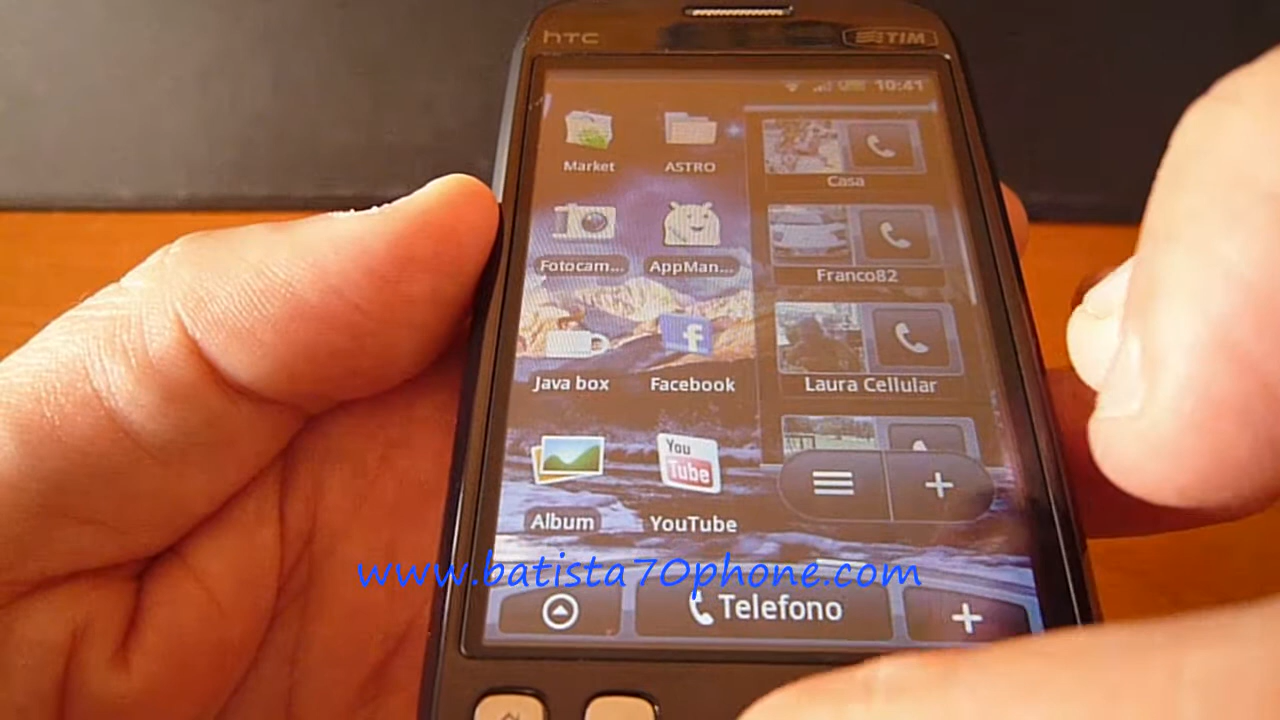 hTC
TIM
10:41
Market
ASTRO
Casa
Fotocam...
AppMan...
Franco82
Java box
Facebook
Laura Cellular
You
Tube
Album
YouTube
www.batista70phone.com
Telefono